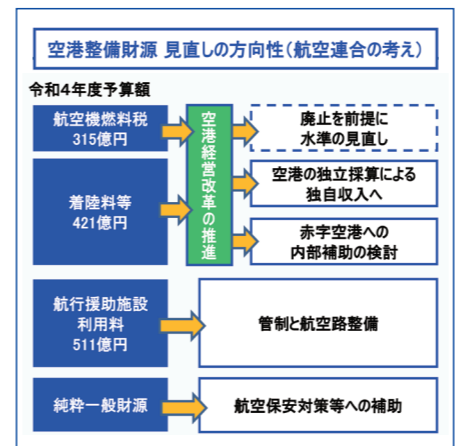 空港整備財源 見直しの方向性(航空連合の考え)
令和4年度予算額
航空機燃料税
315億円
着陸料等
421億円
空港経営改革の推進
廃止を前提に
水準の見直し
空港の独立採算による
独自収入へ
赤字空港への
内部補助の検討
航行援助施設
利用料
511億円
管制と航空路整備
純粋一般財源
航空保安対策等への補助